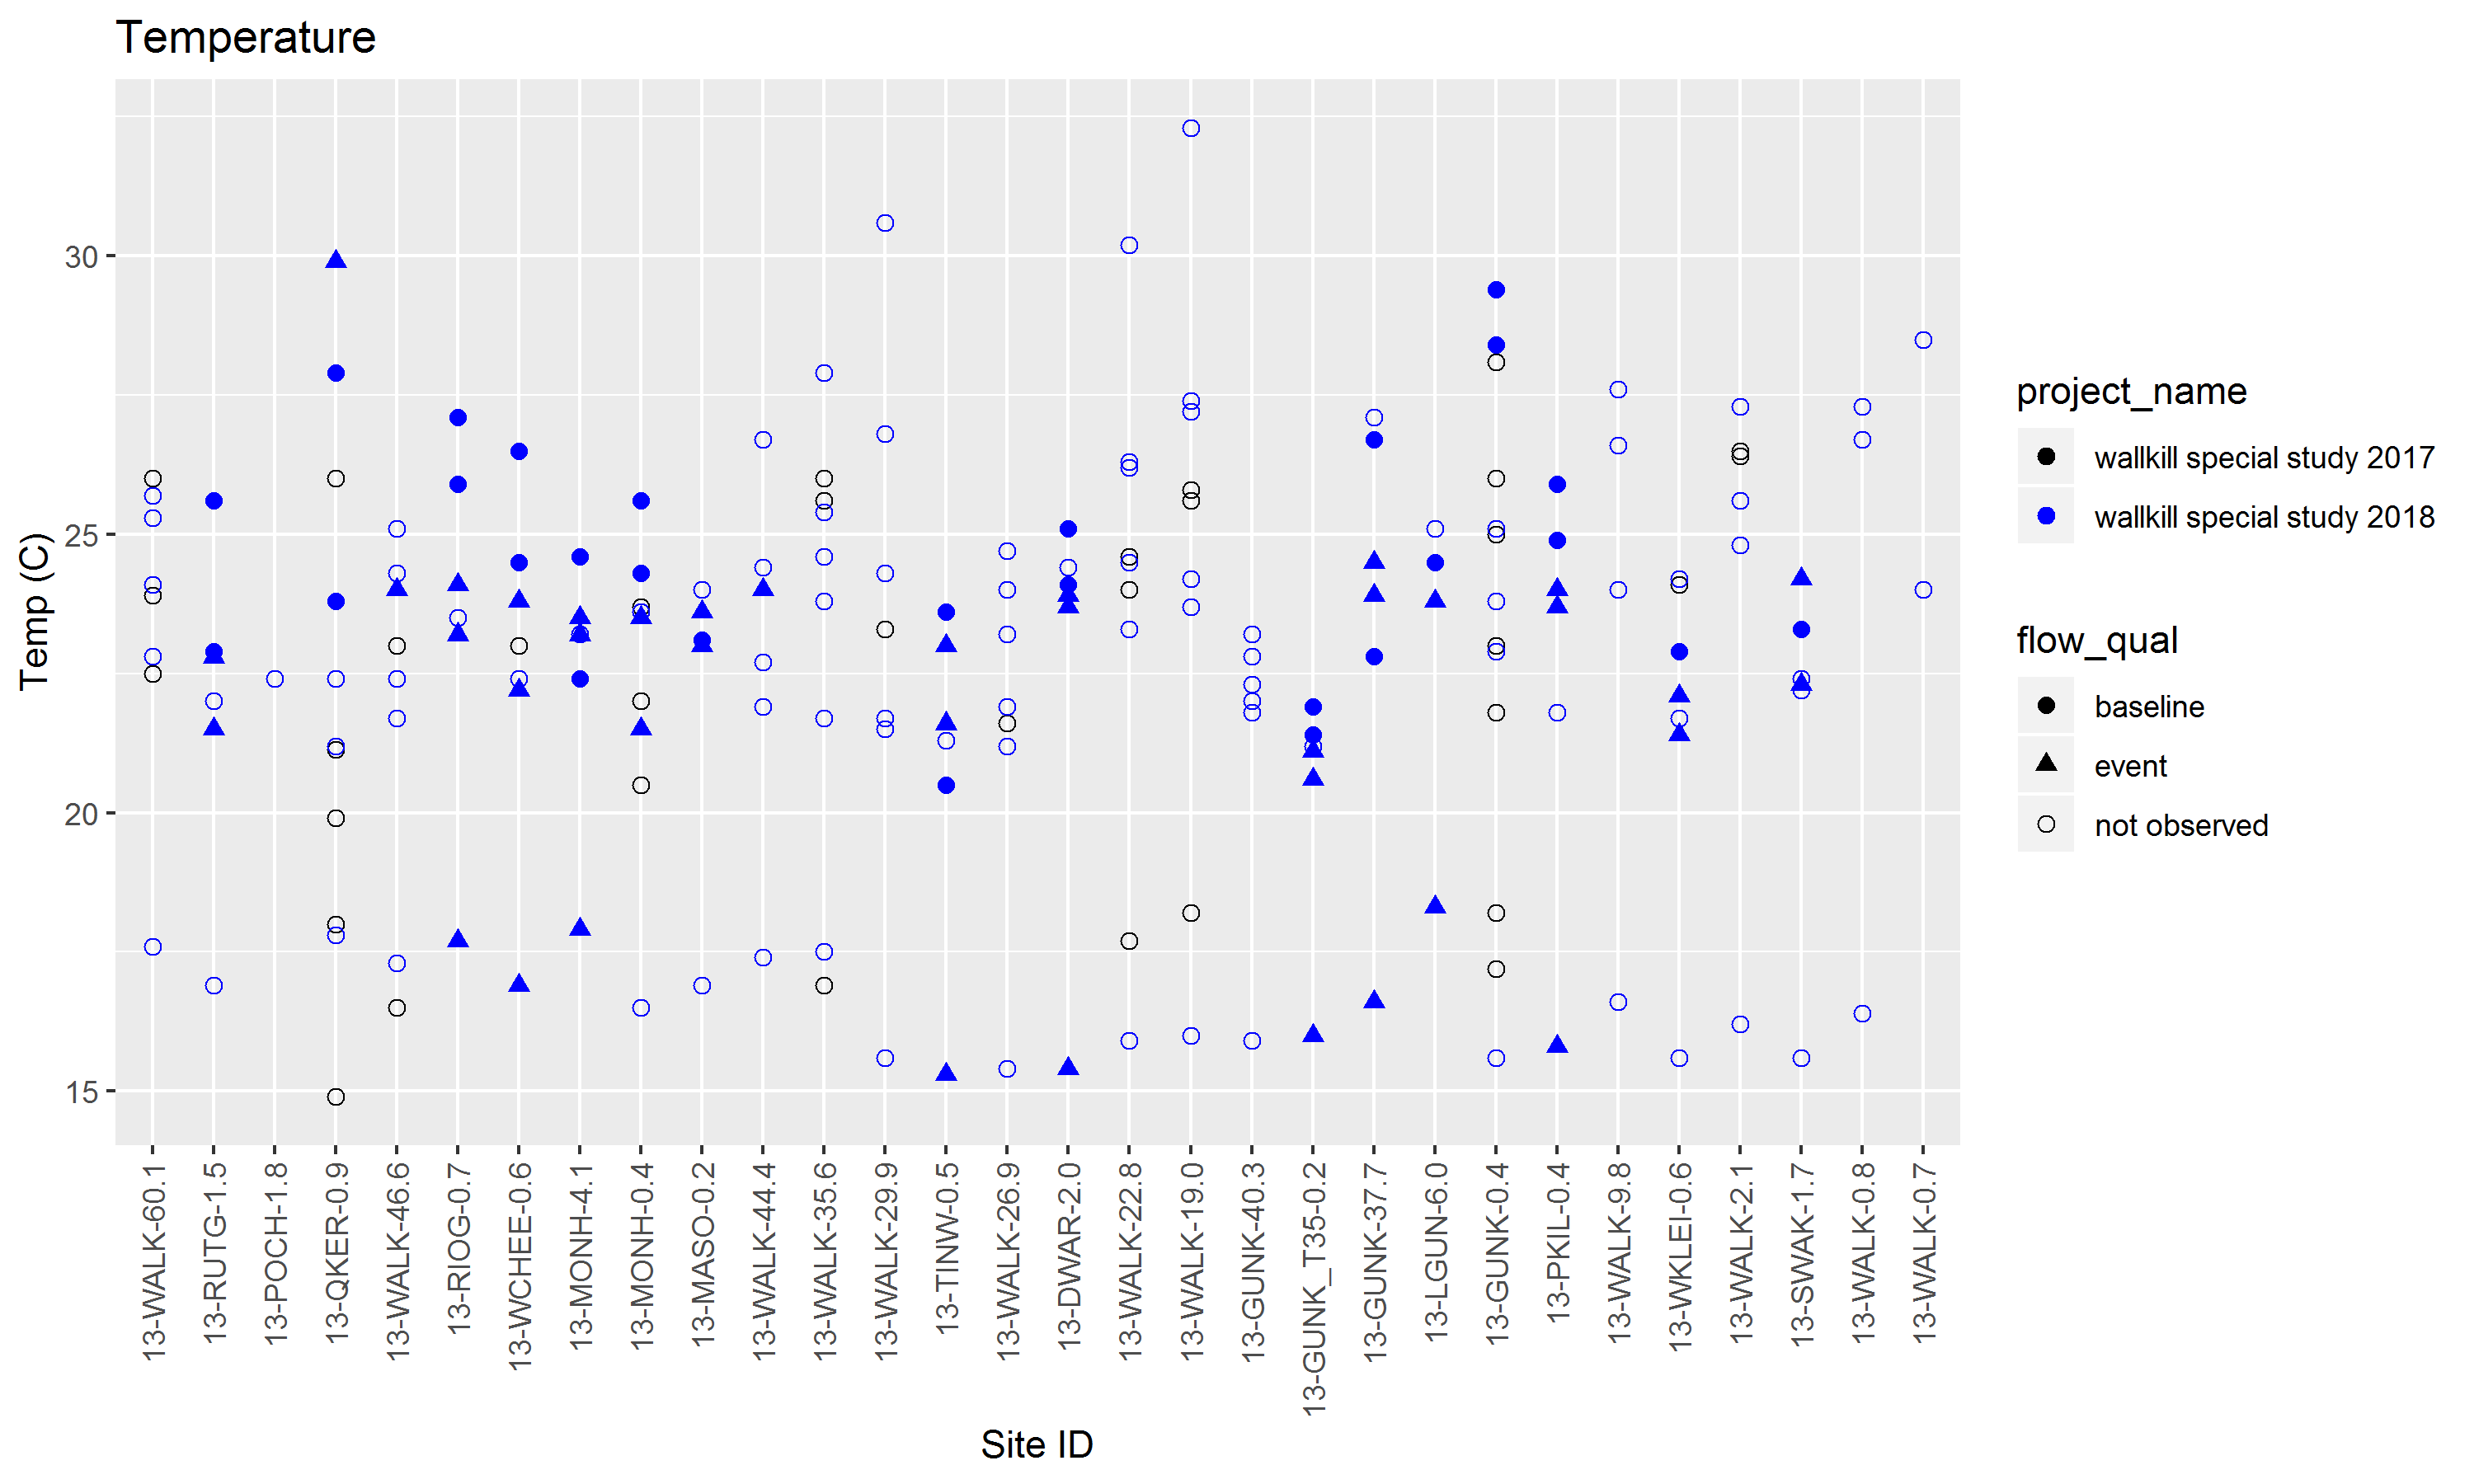 Temperature
Temp (C)
30
25
20
15
13-WALK-60.1
13-RUTG-1.5
13-POCH-1.8
13-QKER-0.9
13-WALK-46.6
13-RIOG-0.7
13-WCHEE-0.6
13-MONH-4.1
13-MONH-0.4
13-MASO-0.2
13-WALK-44.4
13-WALK-35.6
13-WALK-29.9
13-TINW-0.5
13-WALK-26.9
13-DWAR-2.0
13-WALK-22.8
13-WALK-19.0
13-GUNK-40.3
13-GUNK_T35-0.2
13-GUNK-37.7
13-LGUN-6.0
13-GUNK-0.4
13-PKIL-0.4
13-WALK-9.8
13-WKLEI-0.6
13-WALK-2.1
13-SWAK-1.7
13-WALK-0.8
13-WALK-0.7
Site ID
project_name
wallkill special study 2017
wallkill special study 2018
flow_qual
baseline
event
not observed